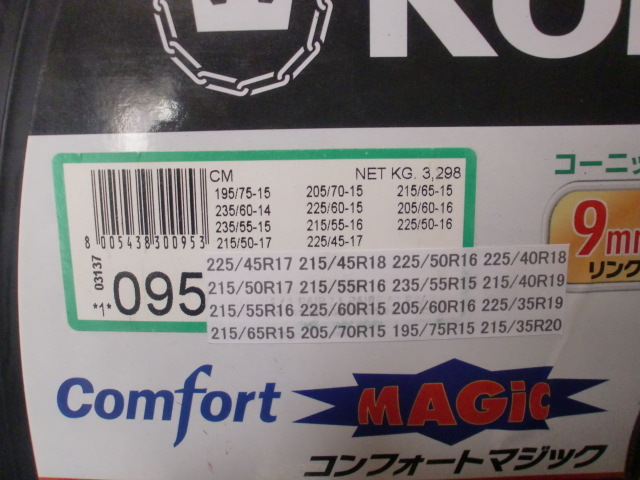 コーニッ
9mm
リンク
CM NET KG. 3,298
195/75-15 205/70-15 215/65-15
235/60-14 225/60-15 205/60-16
235/55-15 215/55-16 225/50-16
215/50-17 225/45-17
8 005438 300953
03137
*1* 095
225/45R17 215/45R18 225/50R16 225/40R18
215/50R17 215/55R16 235/55R15 215/40R19
215/55R16 225/60R15 205/60R16 225/35R19
215/65R15 205/70R15 195/75R15 215/35R20
Comfort MAGiC
コンフォートマジック